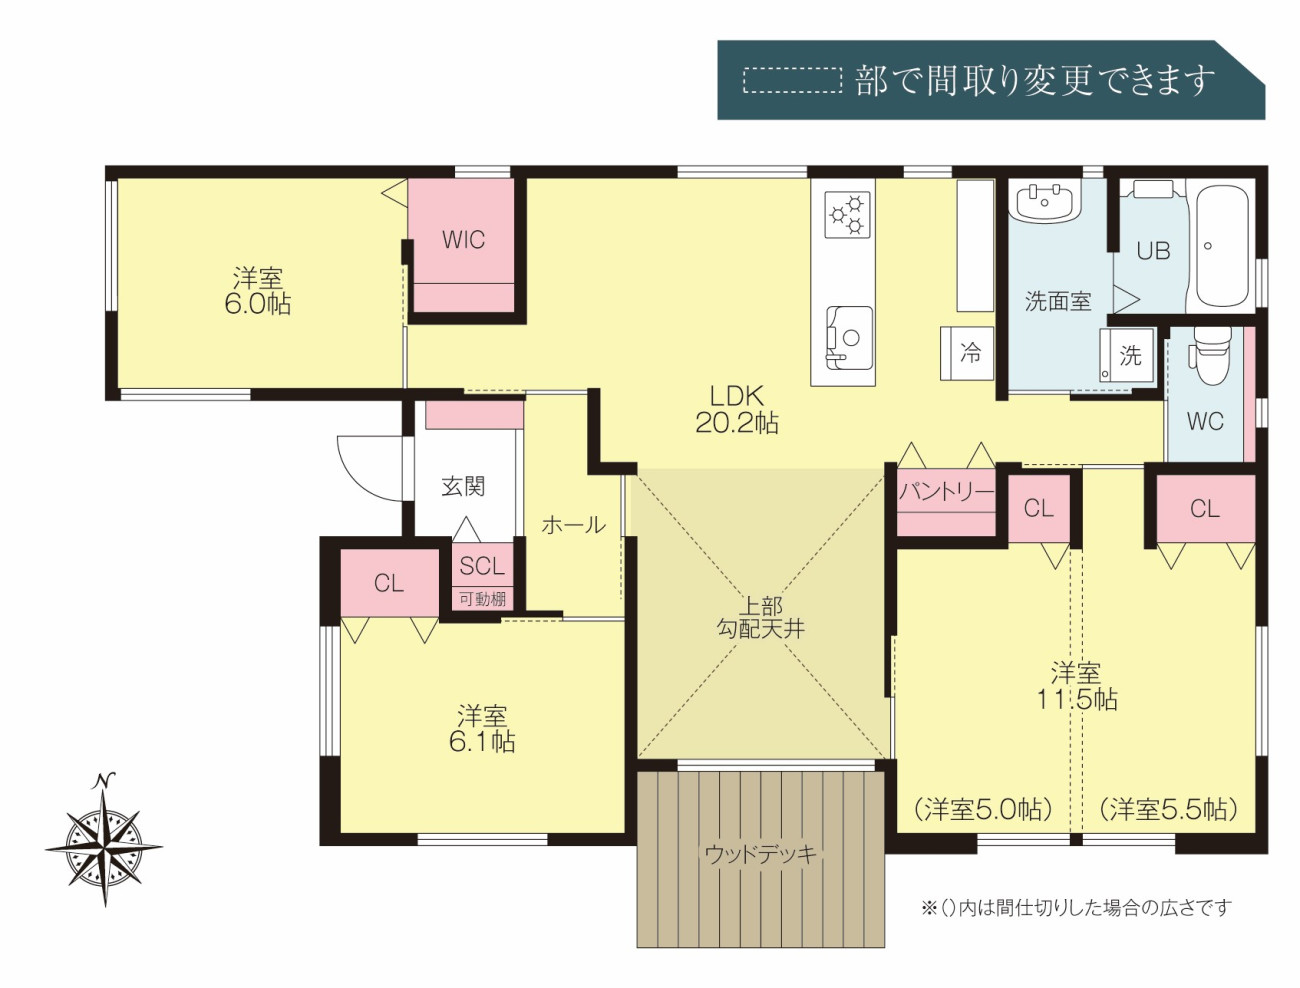 部で間取り変更できます
洋室
6.0帖
WIC
LDK
20.2帖
冷
洗面室
UB
洗
WC
玄関
ホール
パントリー
CL
CL
CL
SCL
可動棚
上部
勾配天井
洋室
6.1帖
洋室
11.5帖
(洋室5.0帖)
(洋室5.5帖)
ウッドデッキ
N
※()内は間仕切りした場合の広さです